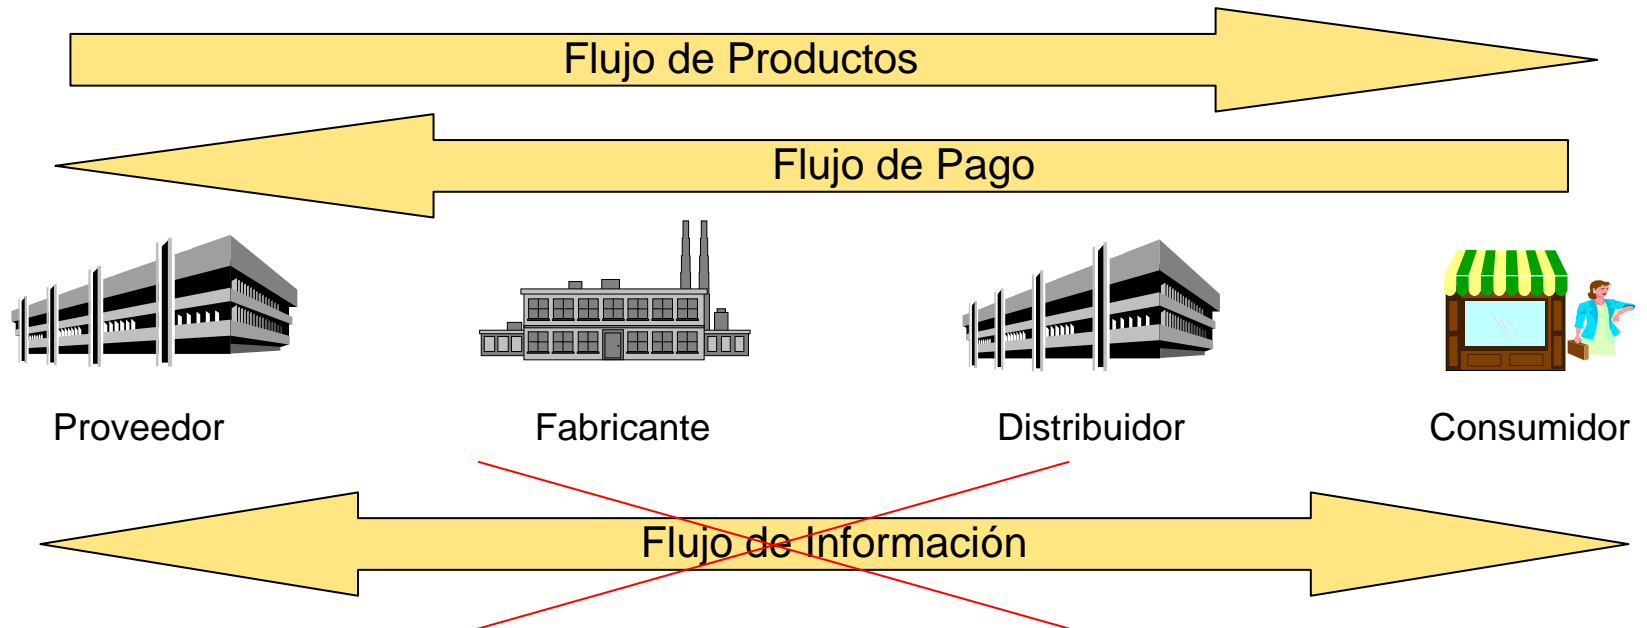 Flujo de Productos
Flujo de Pago
Proveedor
Fabricante
Distribuidor
Consumidor
Flujo de Información